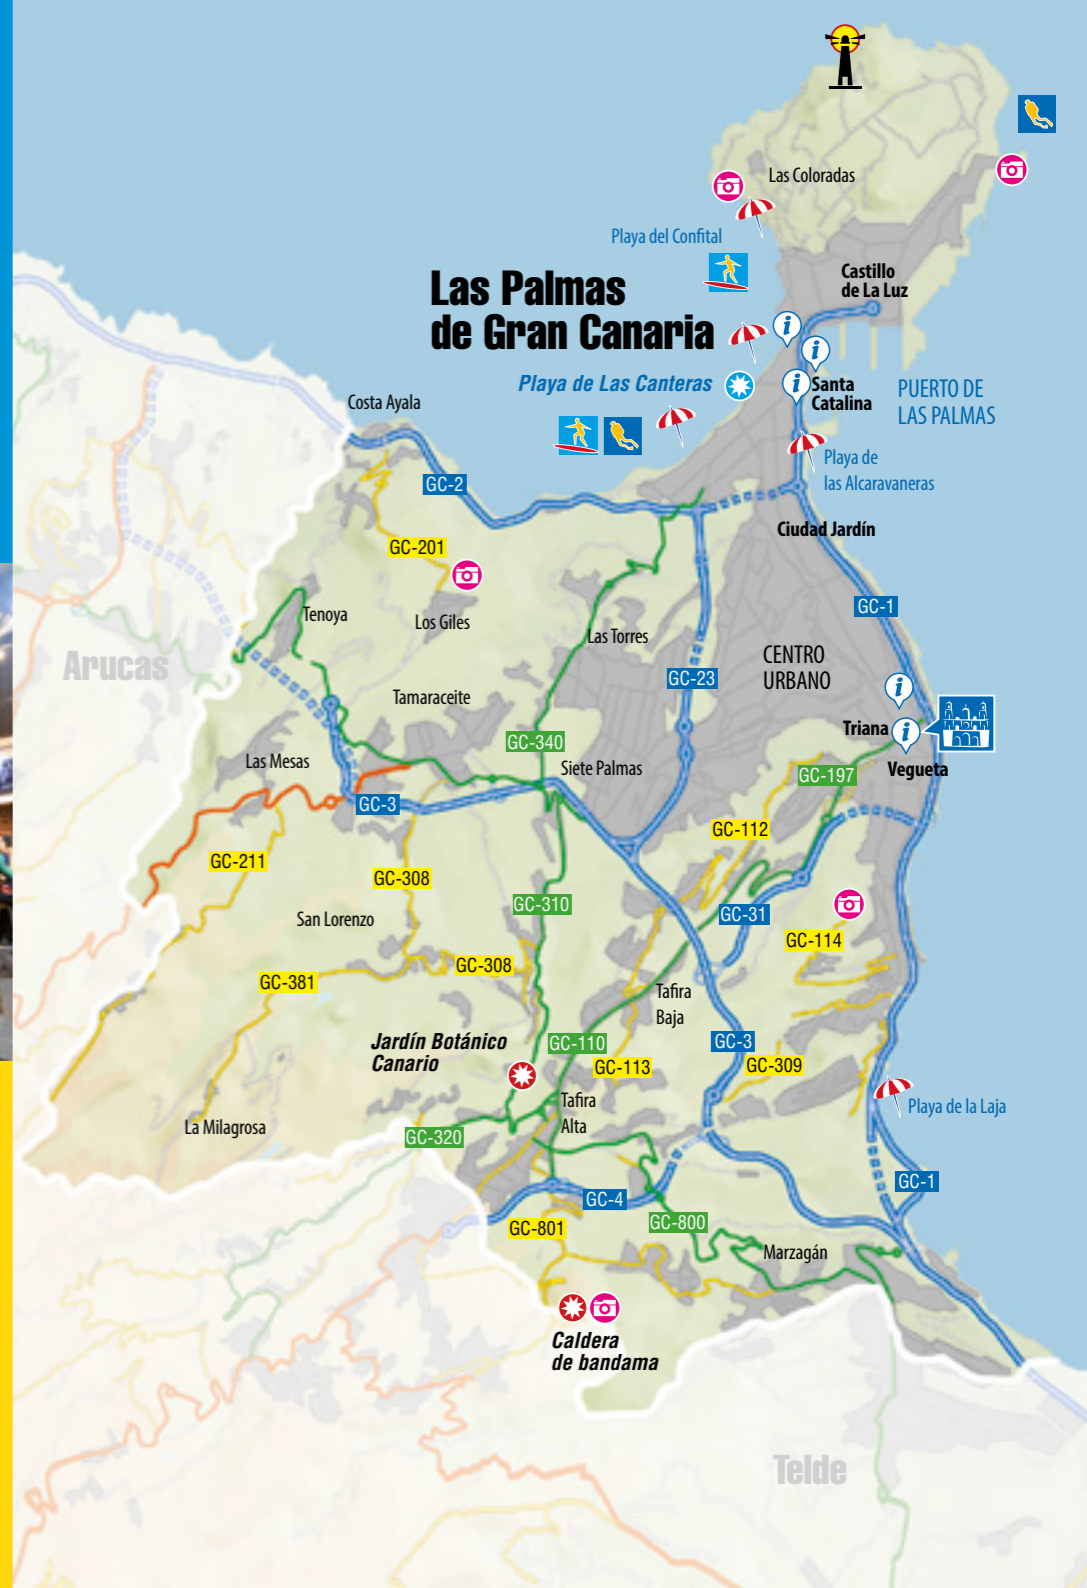 Las Coloradas
Playa del Confital
Castillo
de La Luz
Las Palmas
de Gran Canaria
i
i
i
Santa
Catalina
Playa de Las Canteras
PUERTO DE
LAS PALMAS
Costa Ayala
Playa de
las Alcaravaneras
GC-2
Ciudad Jardín
GC-201
GC-1
Tenoya
Los Giles
Las Torres
Arucas
CENTRO
URBANO
GC-23
i
Tamaraceite
Triana
i
GC-340
Las Mesas
Siete Palmas
GC-197
Vegueta
GC-3
GC-112
GC-211
GC-308
GC-310
GC-31
San Lorenzo
GC-114
GC-308
GC-381
Tafira
Baja
Jardín Botánico
Canario
GC-110
GC-3
GC-113
GC-309
Tafira
Alta
Playa de la Laja
La Milagrosa
GC-320
GC-1
GC-4
GC-801
GC-800
Marzagán
Caldera
de bandama
Telde